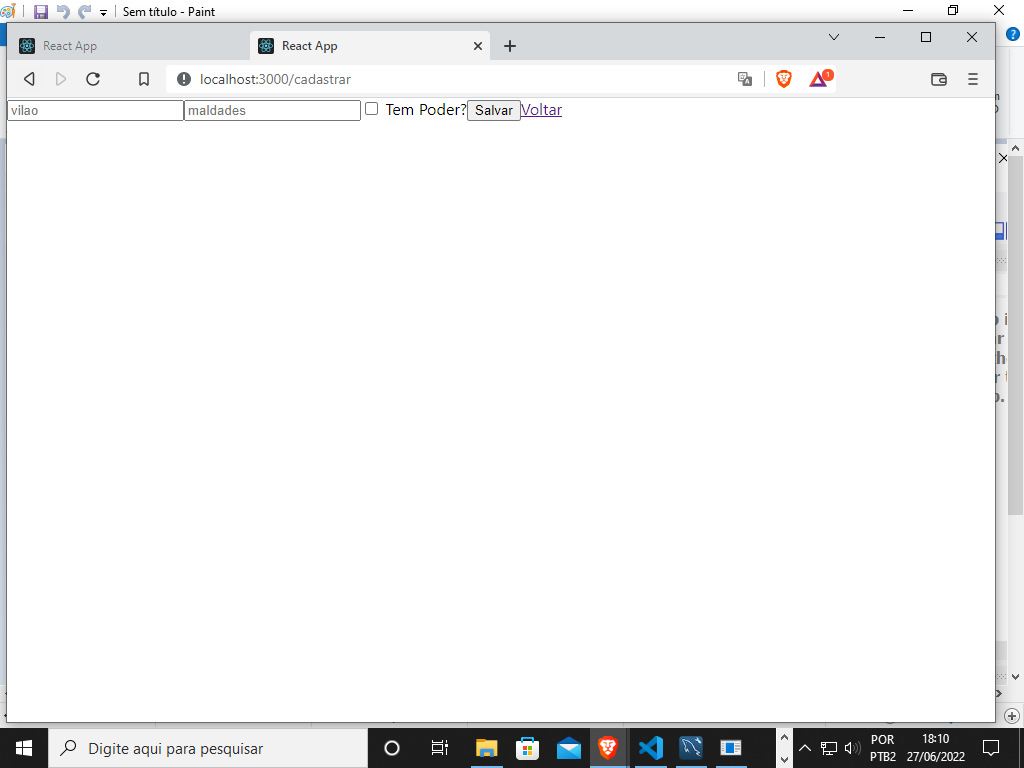 Sem título - Paint
React App
React App
localhost:3000/cadastrar
1
vilao
maldades
Tem Poder?
Salvar
Voltar
Digite aqui para pesquisar
POR
PTB2
18:10
27/06/2022